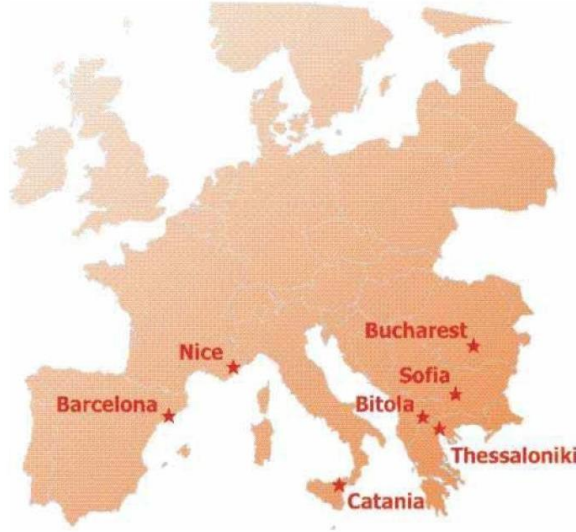 Bucharest
Nice
Sofia
Barcelona
Bitola
Thessaloniki
Catania